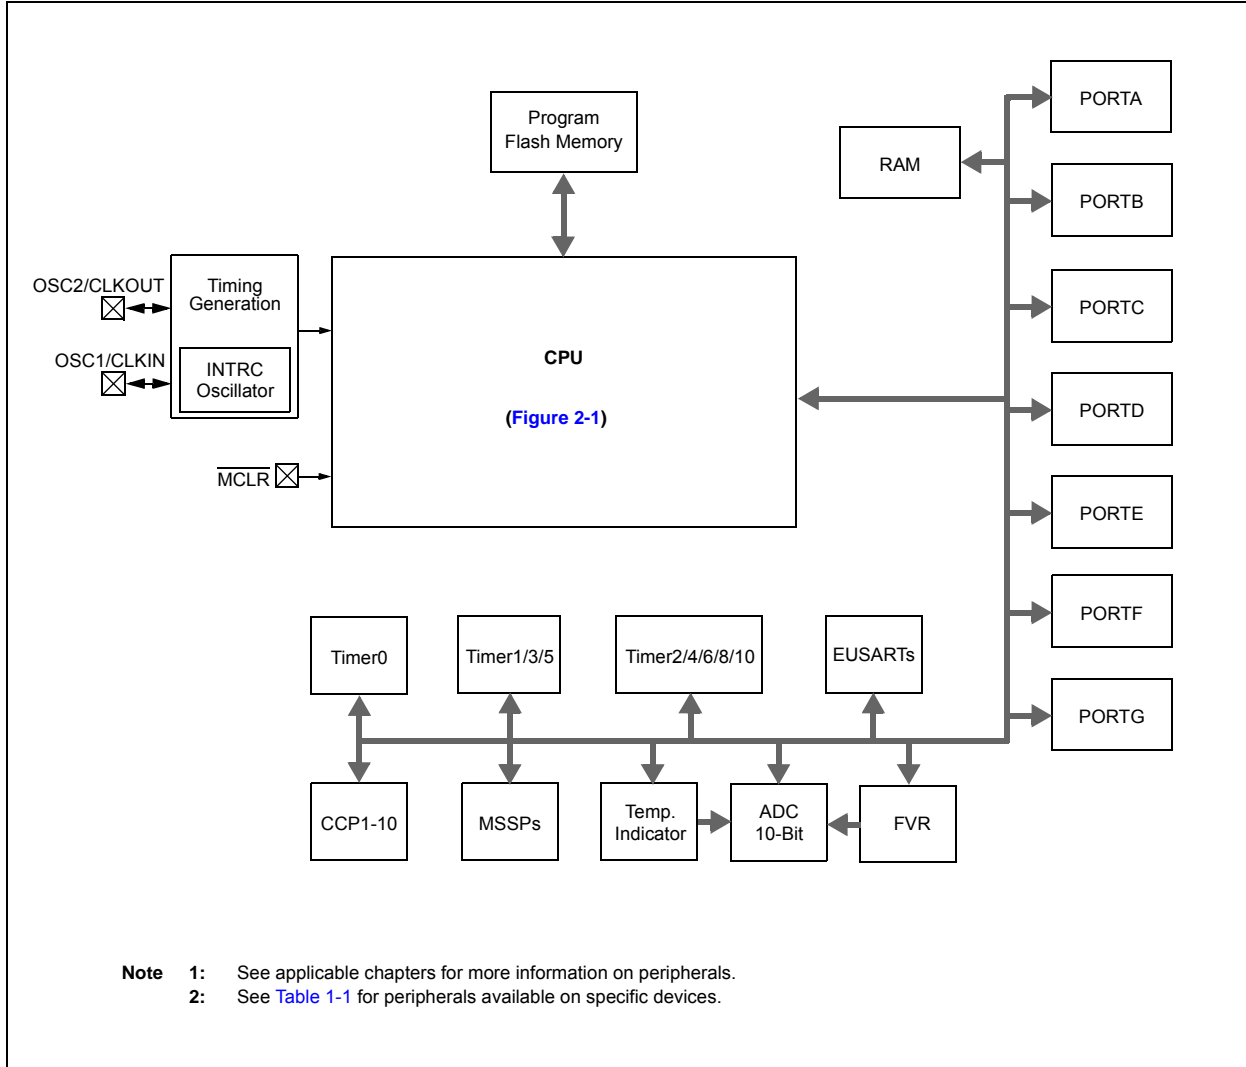 Program
Flash Memory
RAM
PORTA
PORTB
PORTC
PORTD
PORTE
PORTF
PORTG
OSC2/CLKOUT
OSC1/CLKIN
Timing
Generation
INTRC
Oscillator
MCLR
CPU
(Figure 2-1)
Timer0
Timer1/3/5
Timer2/4/6/8/10
EUSARTs
CCP1-10
MSSPs
Temp.
Indicator
ADC
10-Bit
FVR
Note 1: See applicable chapters for more information on peripherals.
2: See Table 1-1 for peripherals available on specific devices.